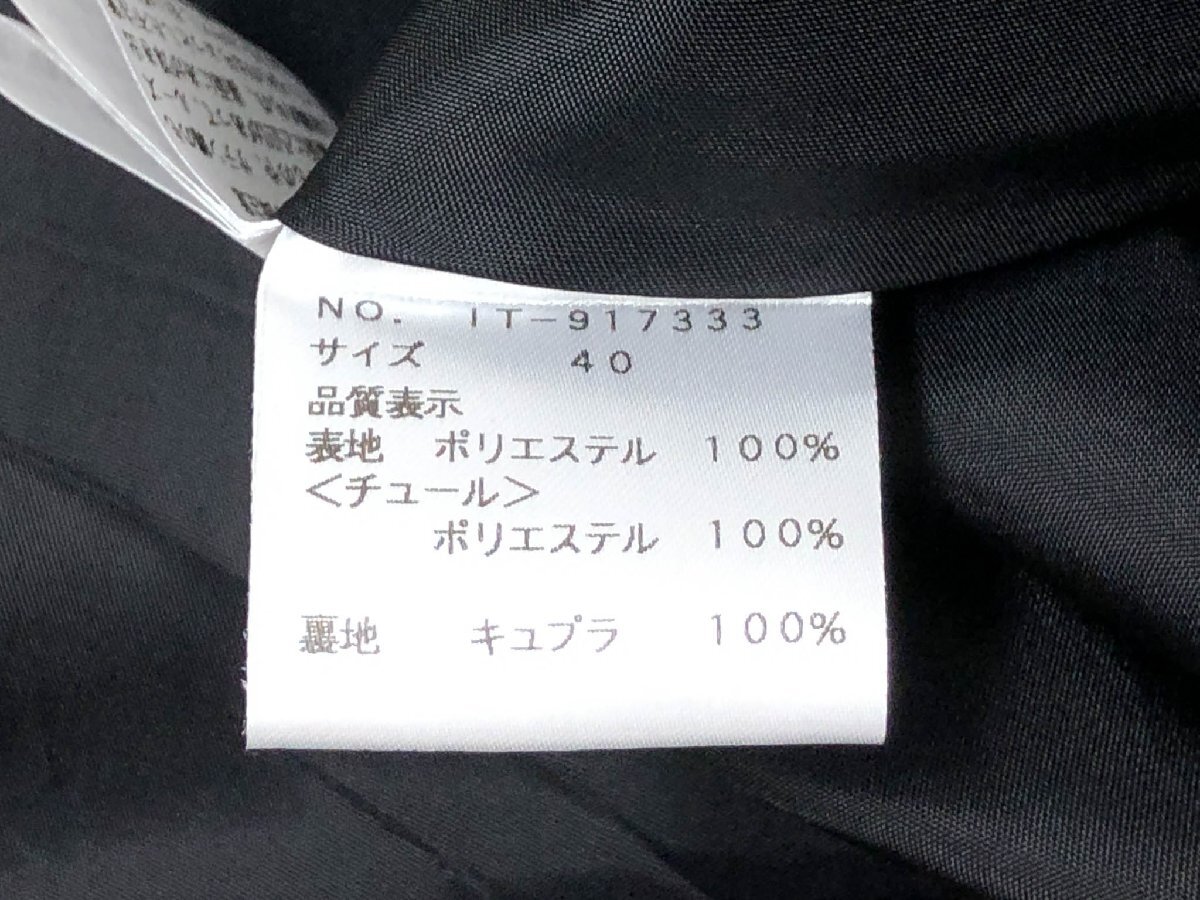 NO. IT-917333
サイズ 40
品質表示
表地 ポリエステル 100%
<チュール>
ポリエステル 100%
裏地 キュプラ 100%